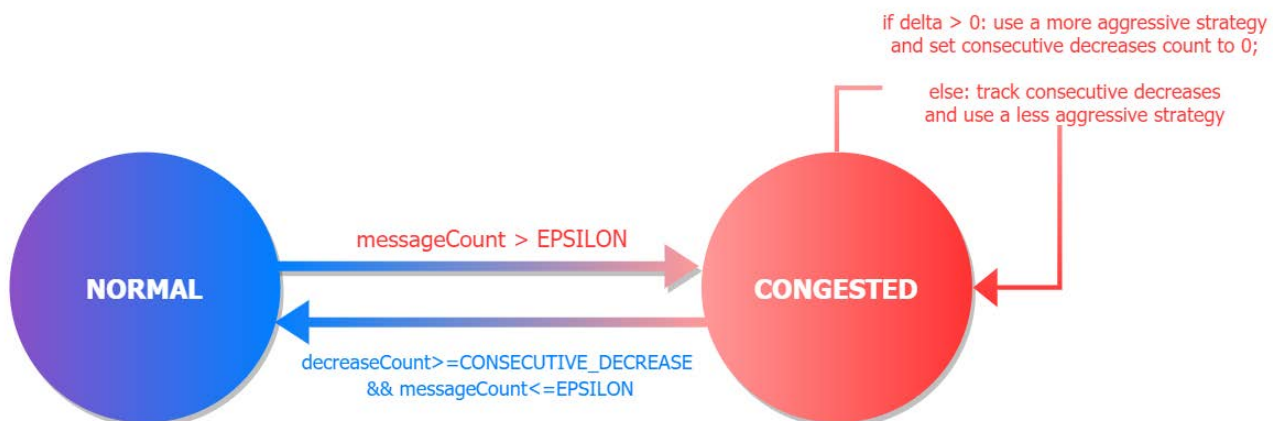 if delta > 0: use a more aggressive strategy
and set consecutive decreases count to 0;
else: track consecutive decreases
and use a less aggressive strategy
messageCount > EPSILON
NORMAL
CONGESTED
decreaseCount>=CONSECUTIVE_DECREASE
&& messageCount<=EPSILON